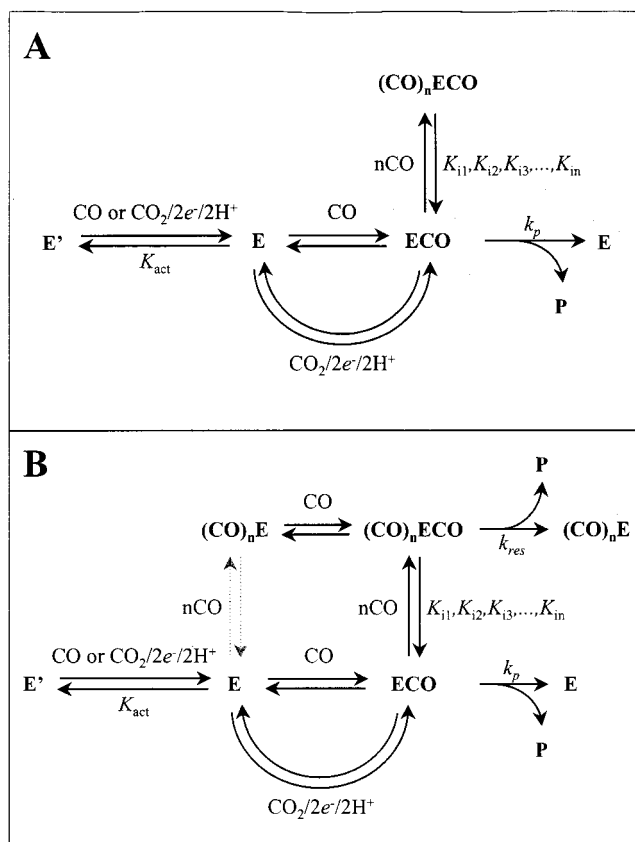 A
(CO)nECO
nCO Ki1,Ki2,Ki3,...,Kin
CO or CO2/2e-/2H+ CO kp
E' E ECO E
Kact
P
CO2/2e-/2H+
B
P
CO
(CO)nE (CO)nECO (CO)nE
kres
nCO nCO Ki1,Ki2,Ki3,...,Kin
CO or CO2/2e-/2H+ CO kp
E' E ECO E
Kact
P
CO2/2e-/2H+